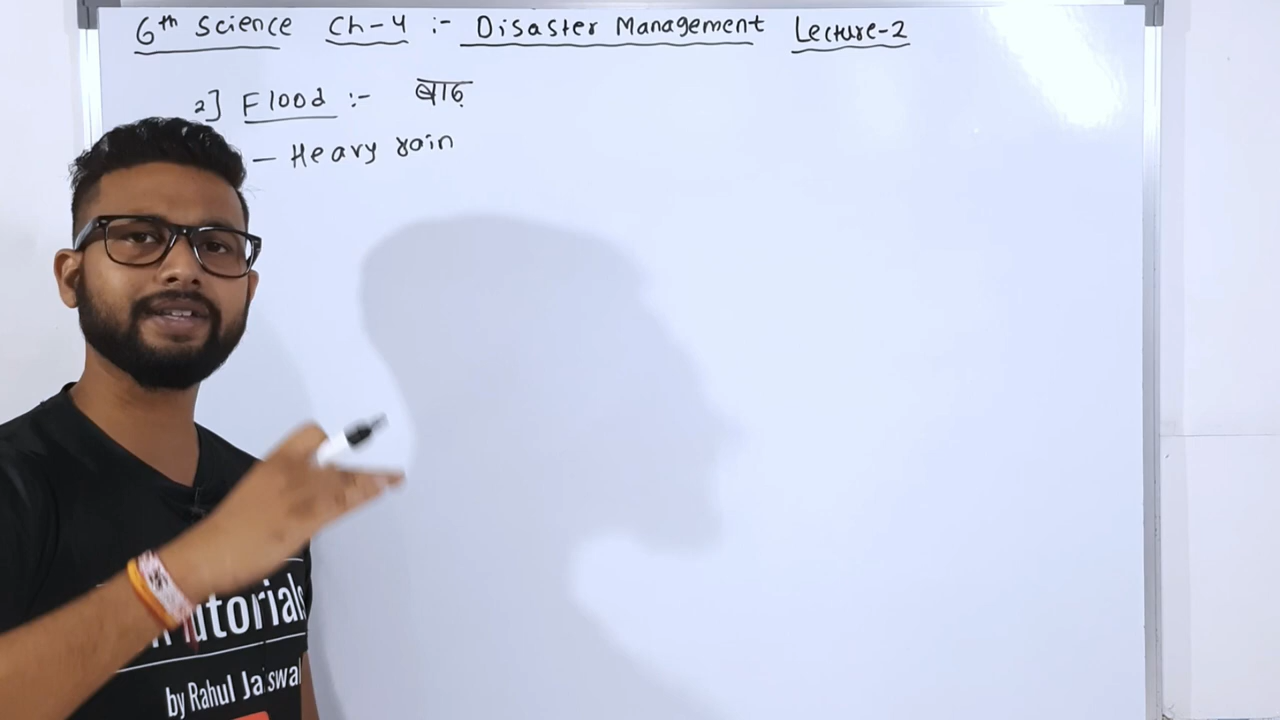 6th Science Ch-4 :- Disaster Management Lecture-2
2] Flood :- बाढ़
- Heavy rain
Tutorials
by Rahul Jaiswal